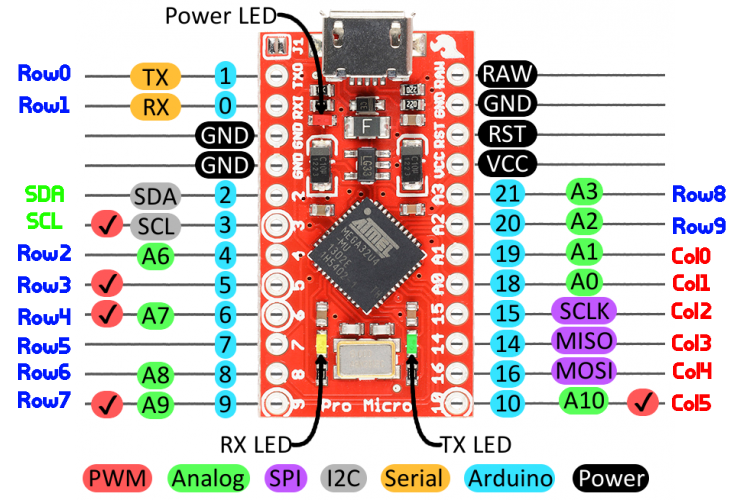 Power LED
Row0 TX 1 TXO J1 RAW RAW
Row1 RX 0 RXI GND GND
GND GND F RST RST
GND GND LG33 VCC VCC
SDA SDA 2 2 A3 21 A3 Row8
SCL ✓ SCL 3 3 A2 20 A2 Row9
Row2 A6 4 4 A1 19 A1 Col0
Row3 ✓ 5 5 A0 18 A0 Col1
Row4 ✓ A7 6 6 15 15 SCLK Col2
Row5 7 7 14 14 MISO Col3
Row6 A8 8 8 16 16 MOSI Col4
Row7 ✓ A9 9 9 Pro Micro 10 10 A10 ✓ Col5
ATMEL
MEGA32U4
RX LED TX LED
PWM Analog SPI I2C Serial Arduino Power